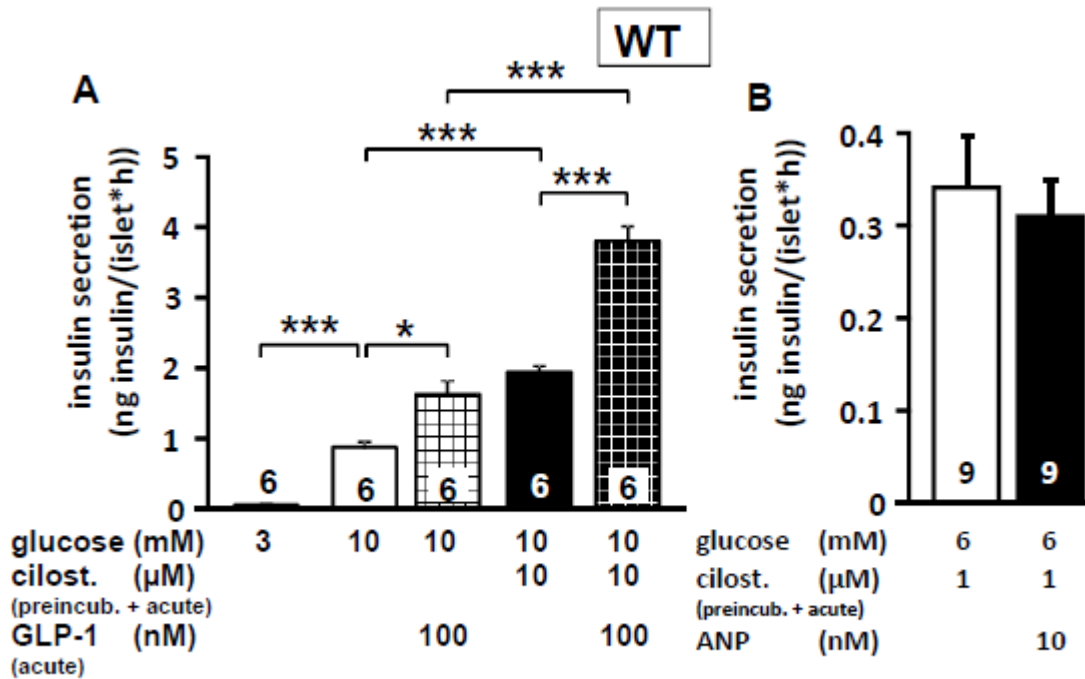 WT
A
B
***
***
***
***
*
insulin secretion
(ng insulin/(islet*h))
5
4
3
2
1
0
6
6
6
6
6
glucose (mM) 3 10 10 10 10
cilost. (µM) 10 10
(preincub. + acute)
GLP-1 (nM) 100 100
(acute)
insulin secretion
(ng insulin/(islet*h))
0.4
0.3
0.2
0.1
0
9
9
glucose (mM) 6 6
cilost. (µM) 1 1
(preincub. + acute)
ANP (nM) 10